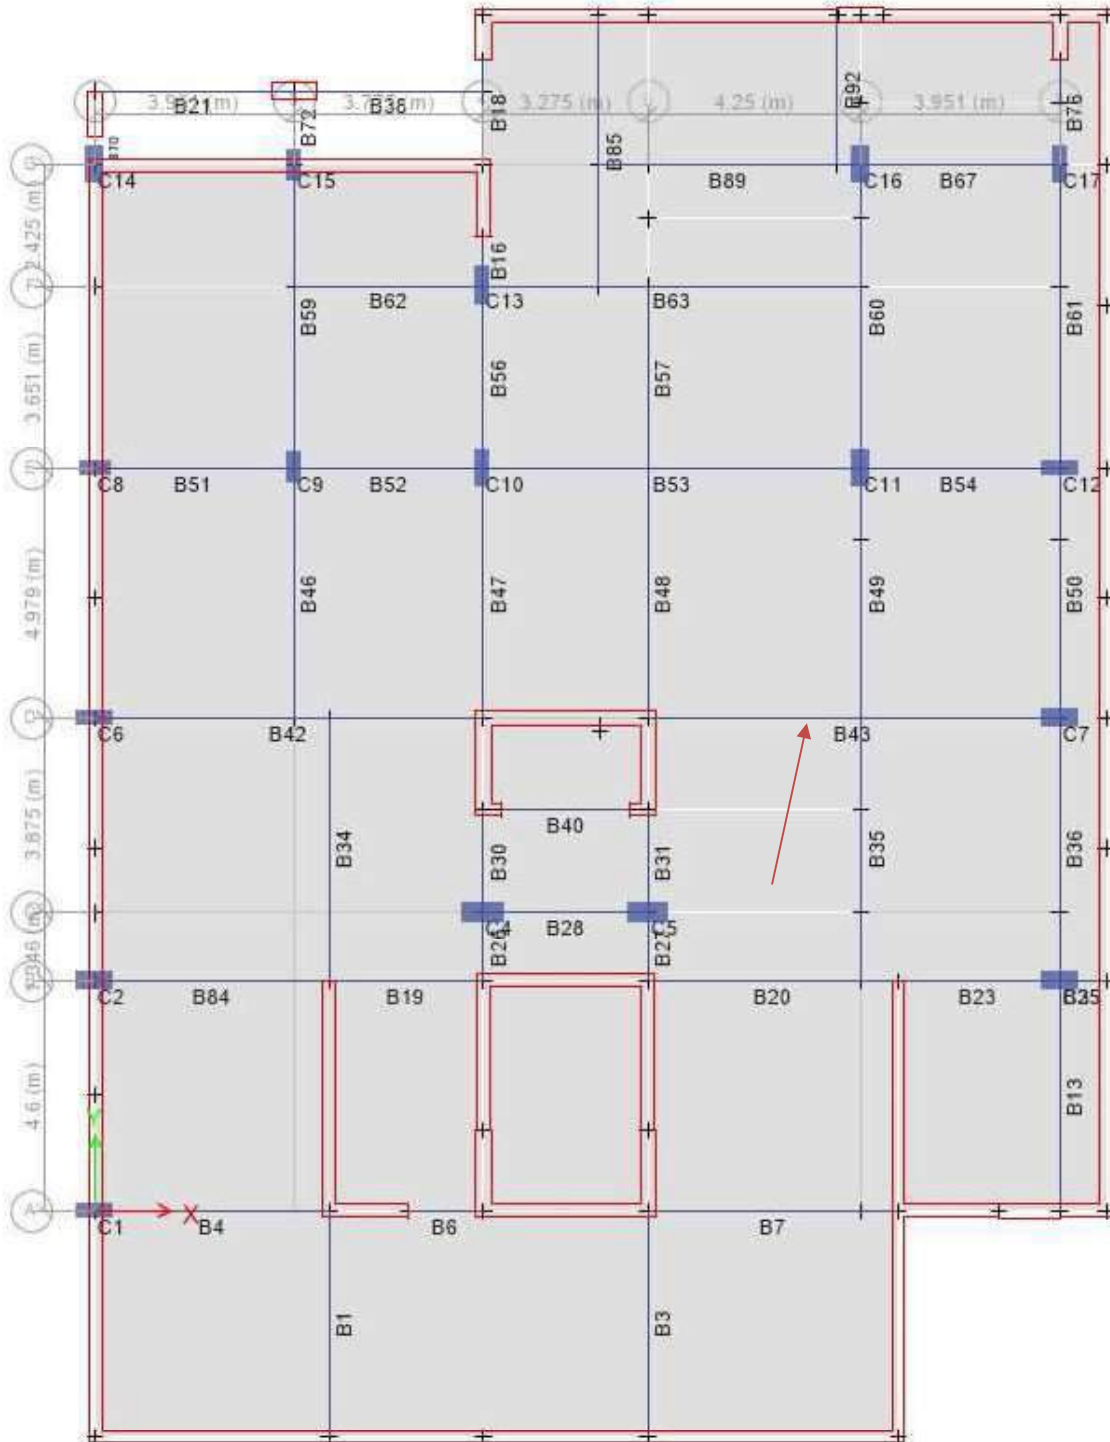 B92
3.275 (m) 4.25 (m) 3.951 (m)
B21 B38 B18 B76
B72
B85
C14 C15 B89 C16 B67 C17
2.425 (m)
B16
B62 C13 B63
B59 B60 B61
3.651 (m)
B56 B57
C8 B51 C9 B52 C10 B53 C11 B54 C12
4.979 (m)
B46 B47 B48 B49 B50
D
C6 B42 B43 C7
3.875 (m)
B40
B34 B30 B31 B35 B36
B28
C2 B84 B19 B20 B23
4.6 (m)
B13
Y
A
C1 X B4 B6 B7
B1 B3